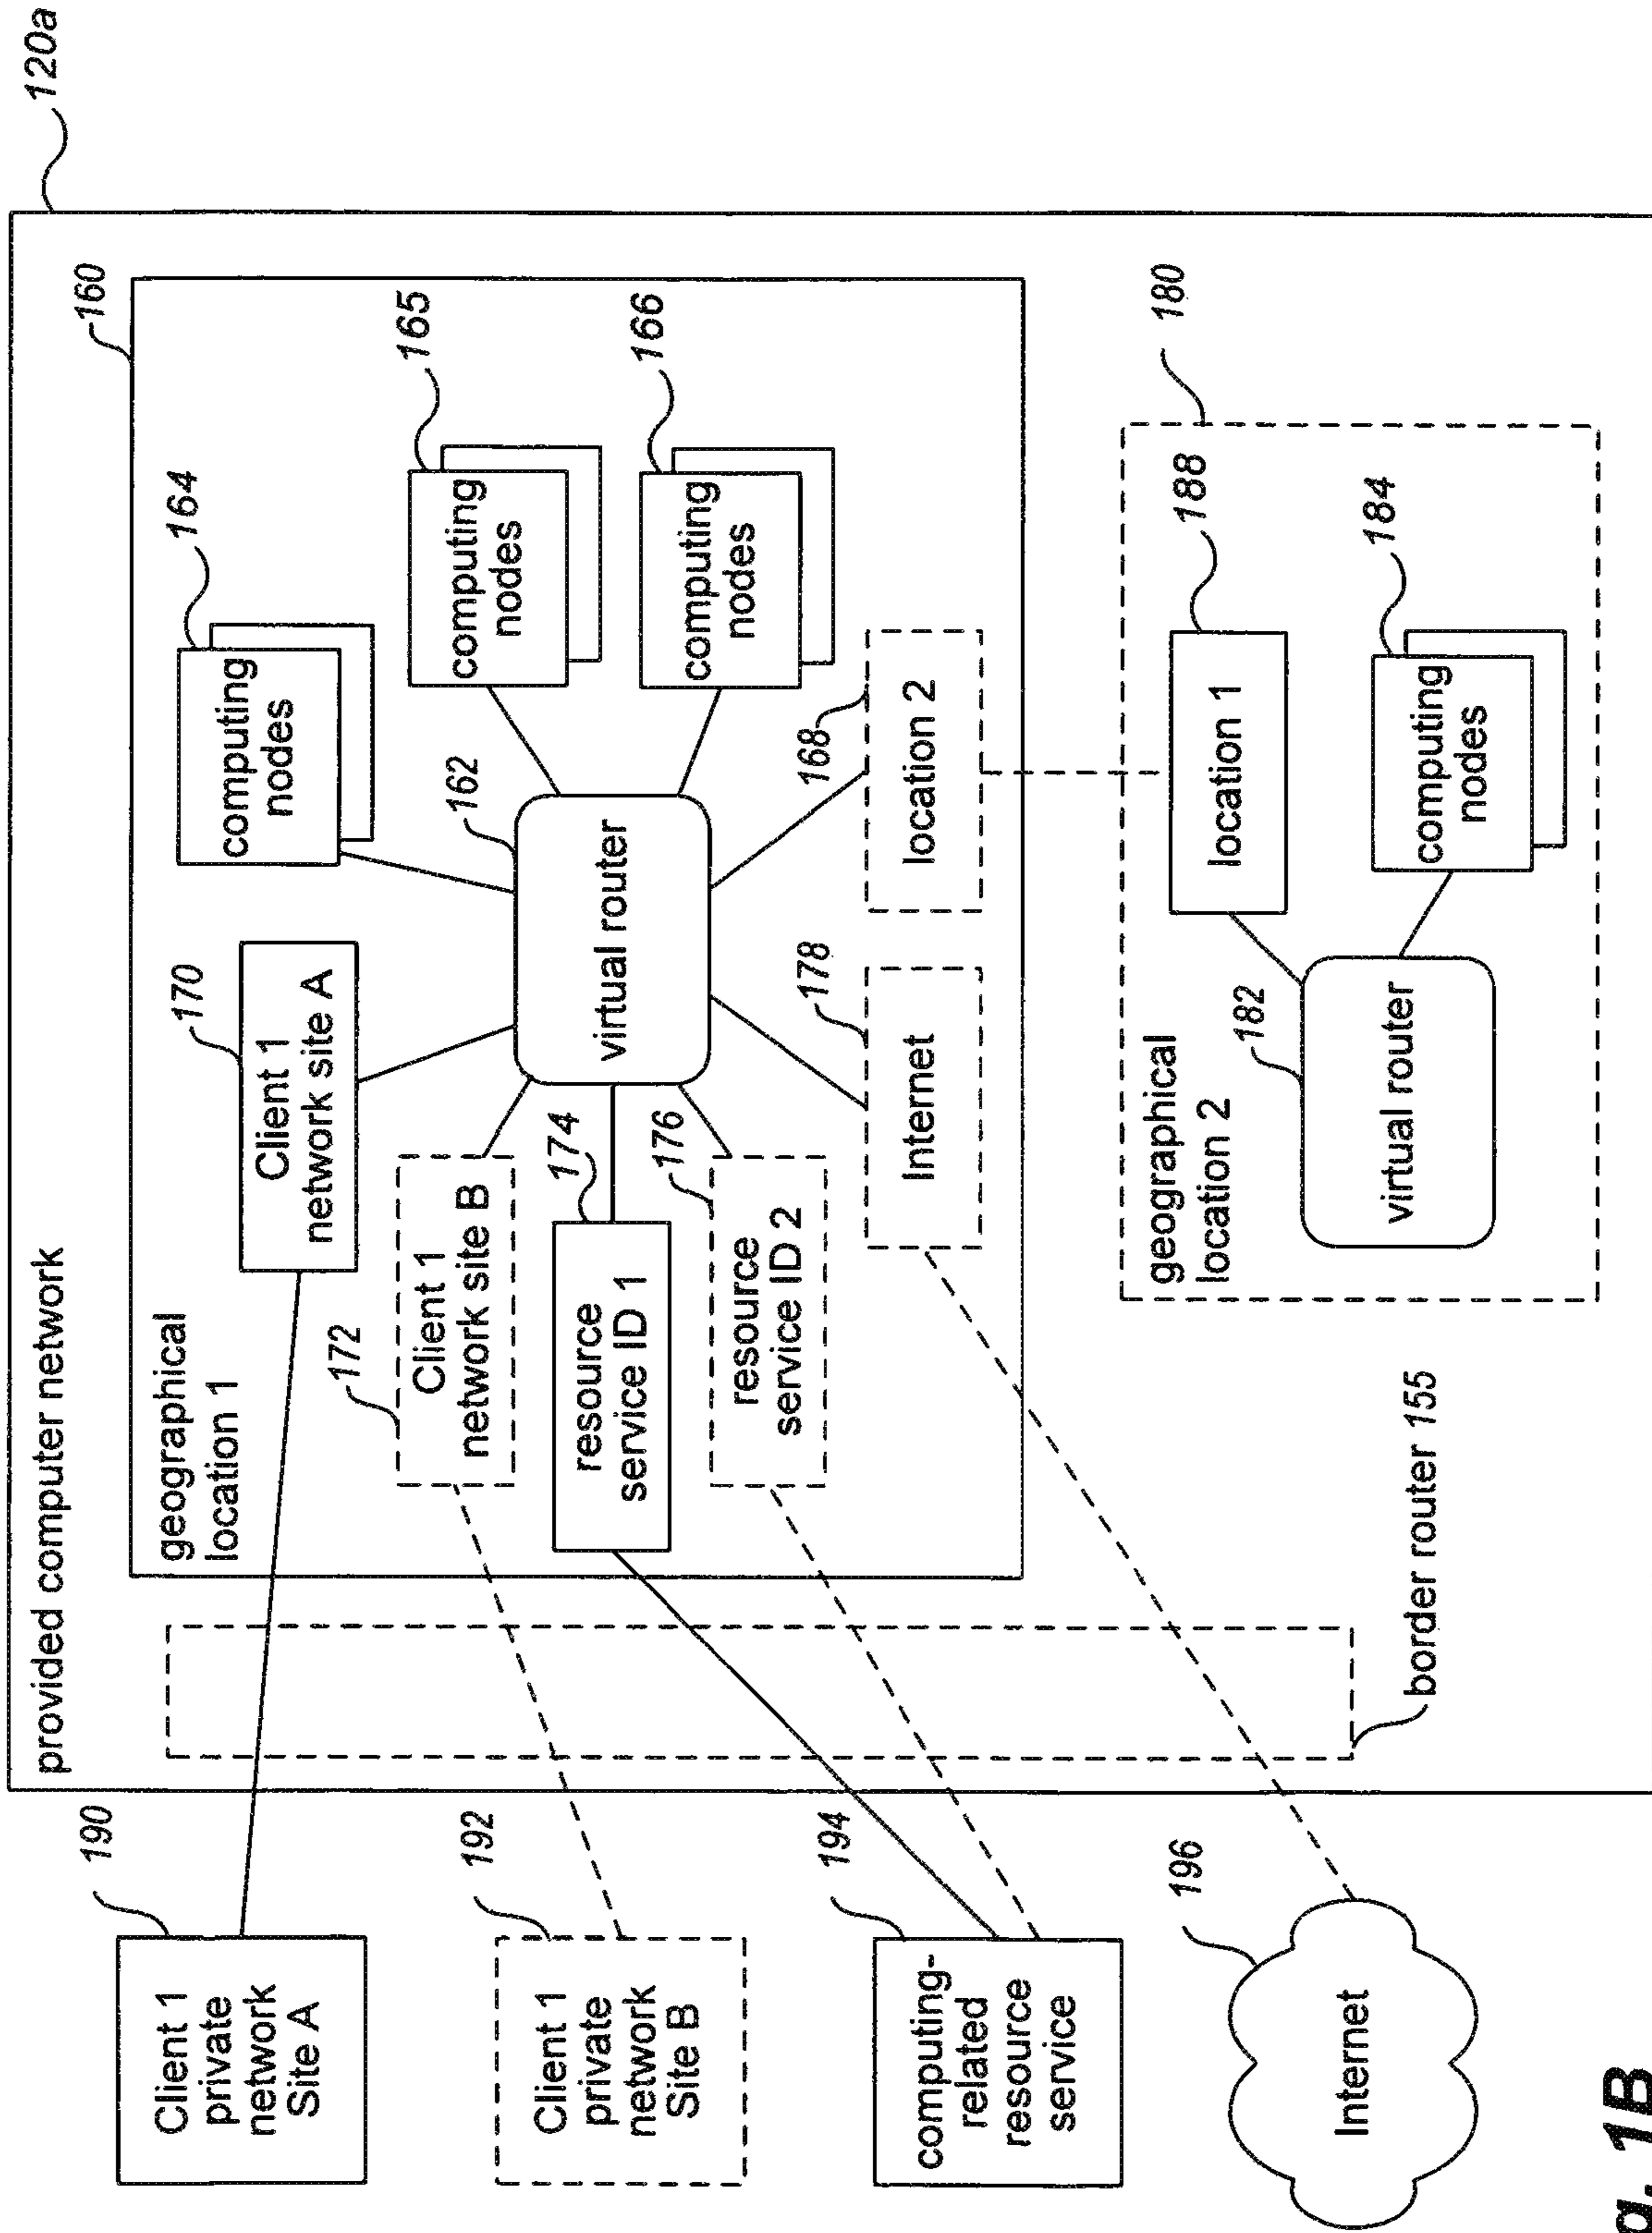 120a
provided computer network
160
geographical
location 1
170
Client 1
network site A
164
computing
nodes
172
Client 1
network site B
162
virtual router
165
computing
nodes
174
resource
service ID 1
166
computing
nodes
176
resource
service ID 2
178
Internet
168
location 2
180
geographical
location 2
182
virtual router
188
location 1
184
computing
nodes
border router 155
190
Client 1
private
network
Site A
192
Client 1
private
network
Site B
194
computing-
related
resource
service
196
Internet
g. 1B